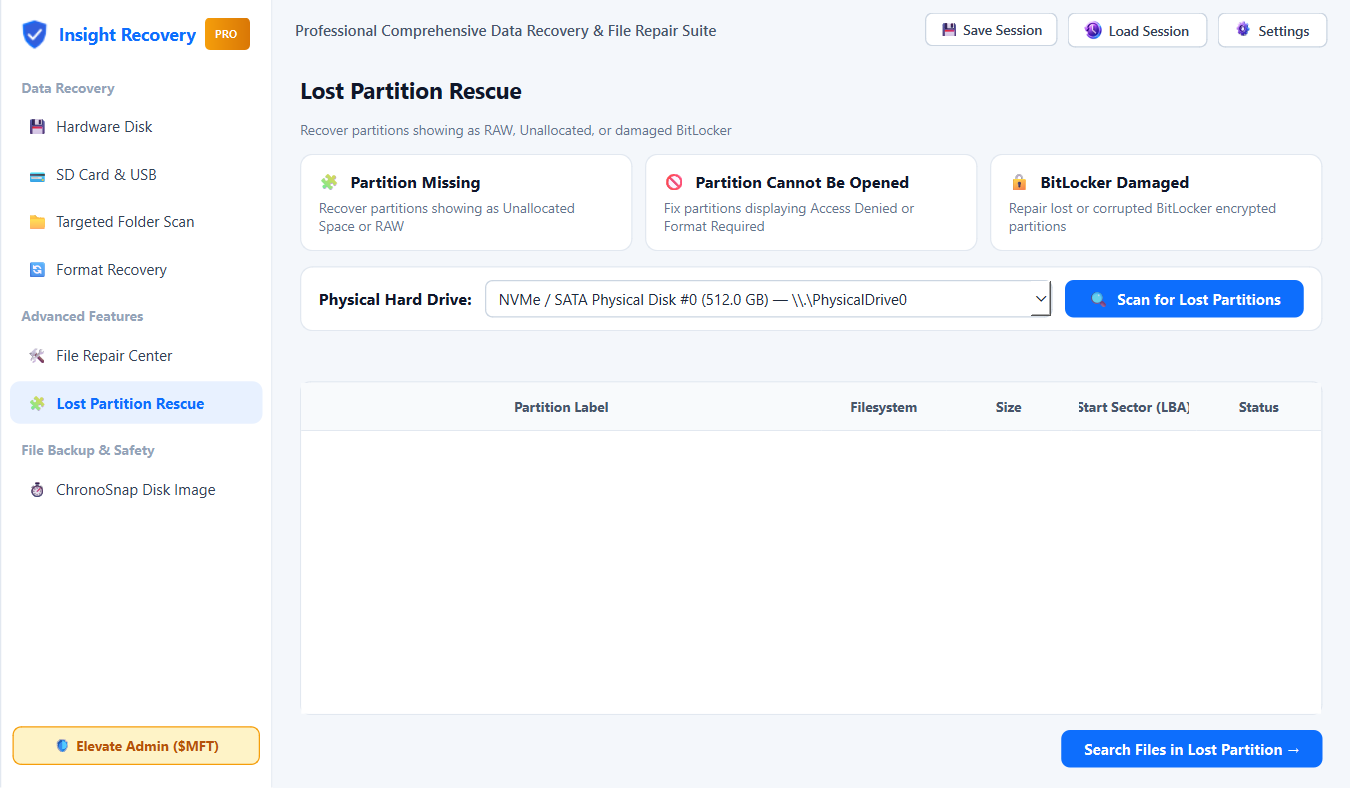 Insight Recovery PRO
Professional Comprehensive Data Recovery & File Repair Suite
Save Session
Load Session
Settings
Data Recovery
Hardware Disk
SD Card & USB
Targeted Folder Scan
Format Recovery
Advanced Features
File Repair Center
Lost Partition Rescue
File Backup & Safety
ChronoSnap Disk Image
Elevate Admin ($MFT)
Lost Partition Rescue
Recover partitions showing as RAW, Unallocated, or damaged BitLocker
Partition Missing
Recover partitions showing as Unallocated
Space or RAW
Partition Cannot Be Opened
Fix partitions displaying Access Denied or
Format Required
BitLocker Damaged
Repair lost or corrupted BitLocker encrypted
partitions
Physical Hard Drive:
NVMe / SATA Physical Disk #0 (512.0 GB) — \\.\PhysicalDrive0
Scan for Lost Partitions
Partition Label
Filesystem
Size
Start Sector (LBA)
Status
Search Files in Lost Partition →